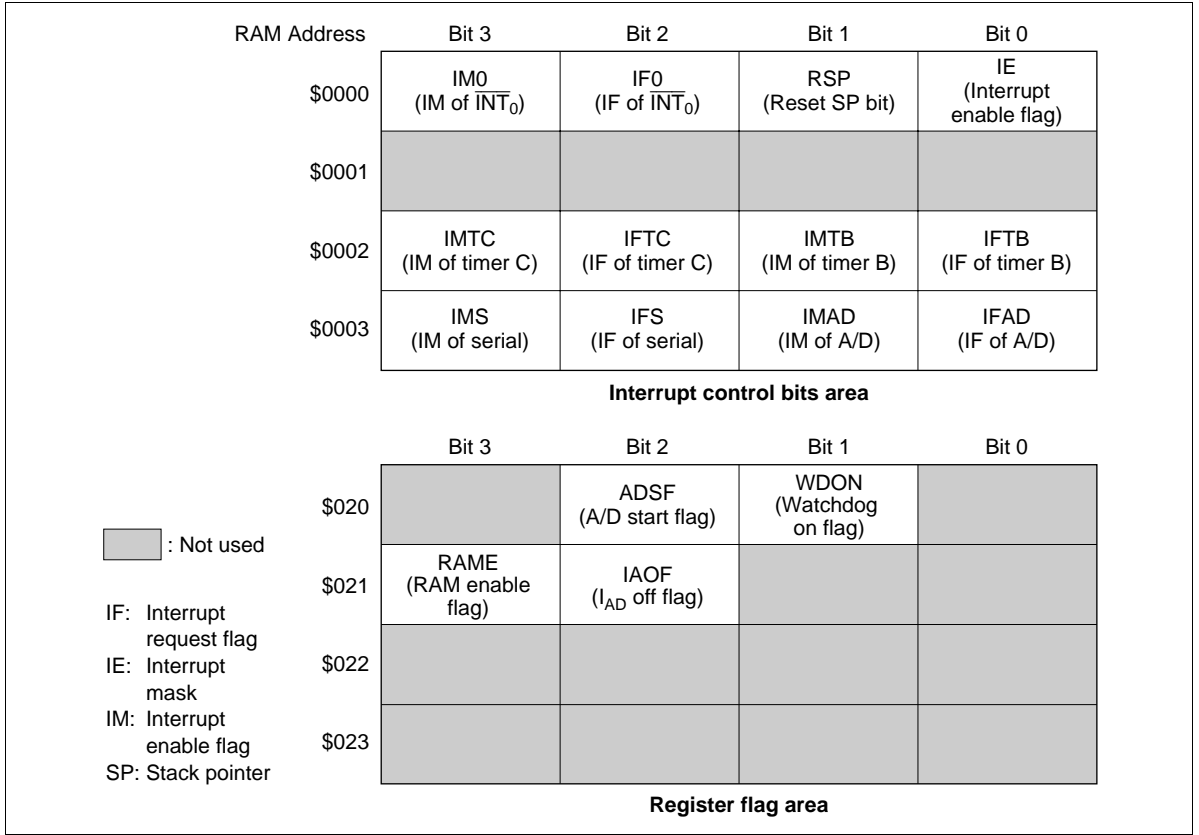 RAM Address Bit 3 Bit 2 Bit 1 Bit 0
$0000
IM0
(IM of INT0)
IF0
(IF of INT0)
RSP
(Reset SP bit)
IE
(Interrupt
enable flag)
$0001
$0002
IMTC
(IM of timer C)
IFTC
(IF of timer C)
IMTB
(IM of timer B)
IFTB
(IF of timer B)
$0003
IMS
(IM of serial)
IFS
(IF of serial)
IMAD
(IM of A/D)
IFAD
(IF of A/D)
Interrupt control bits area
Bit 3 Bit 2 Bit 1 Bit 0
$020
ADSF
(A/D start flag)
WDON
(Watchdog
on flag)
$021
RAME
(RAM enable
flag)
IAOF
(IAD off flag)
$022
$023
Register flag area
: Not used
IF: Interrupt
request flag
IE: Interrupt
mask
IM: Interrupt
enable flag
SP: Stack pointer